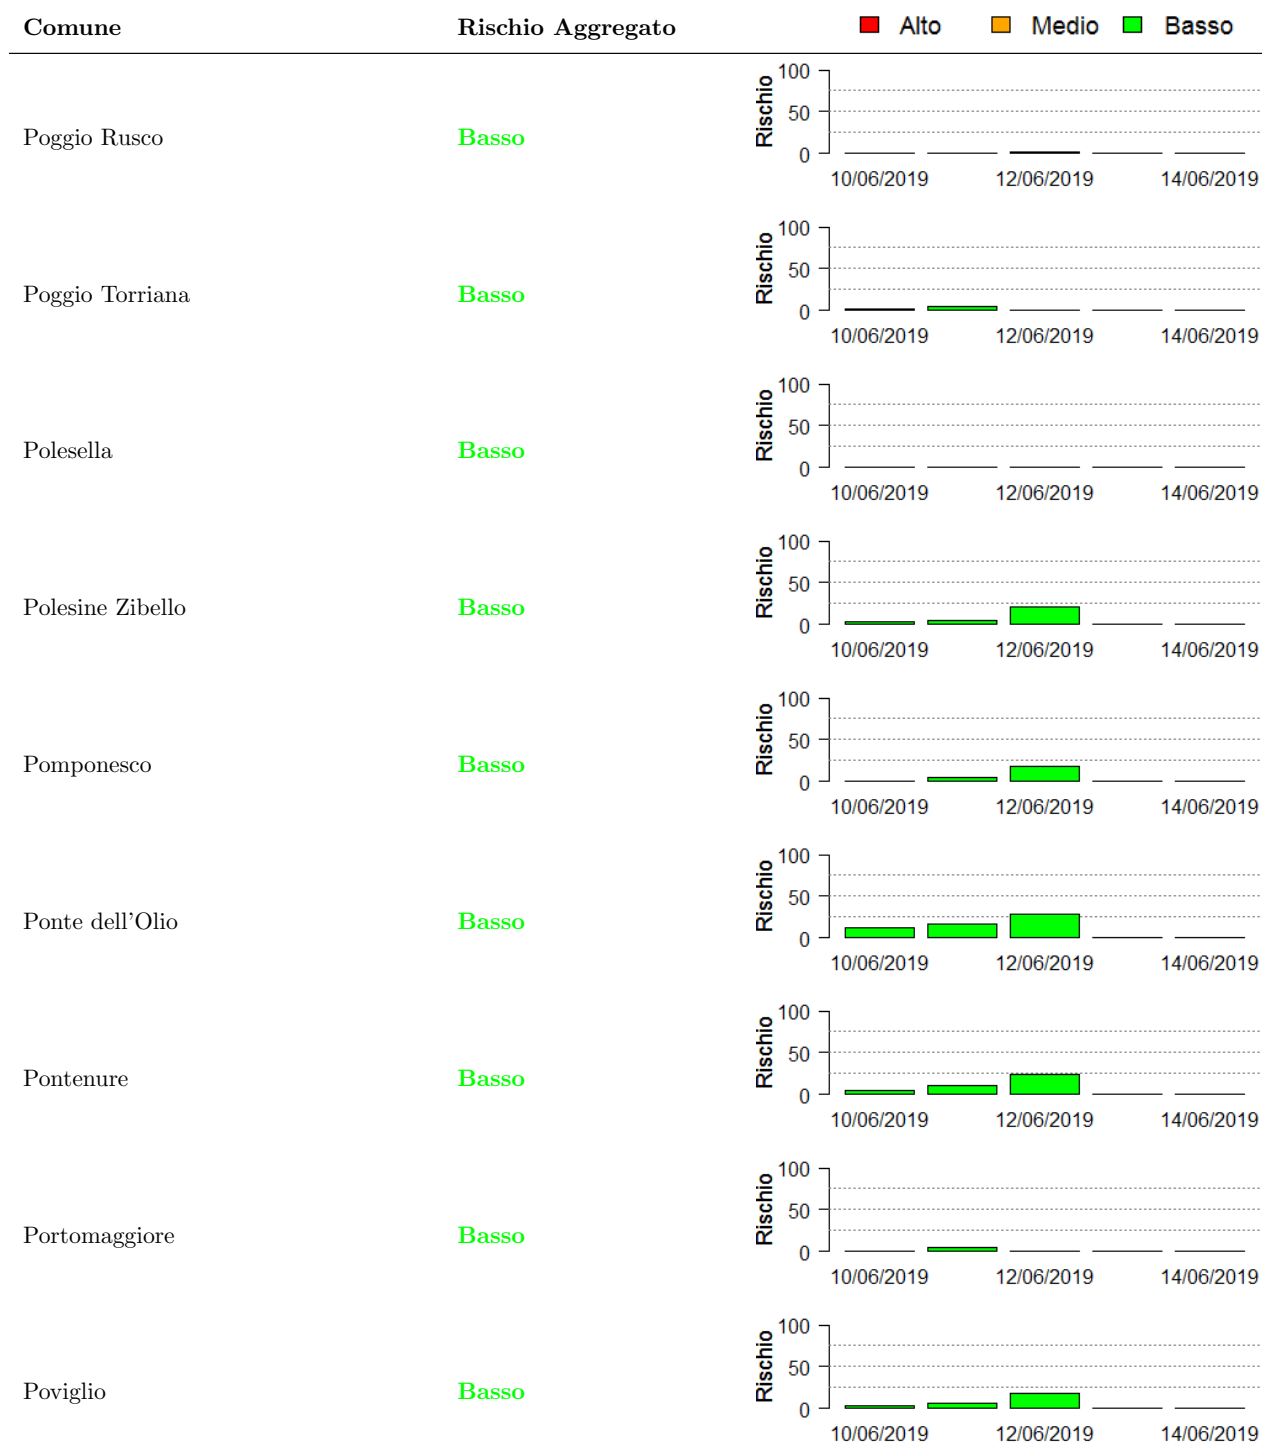 Comune Rischio Aggregato Alto Medio Basso
Poggio Rusco Basso Rischio 100 50 0
10/06/2019 12/06/2019 14/06/2019
Poggio Torriana Basso Rischio 100 50 0
10/06/2019 12/06/2019 14/06/2019
Polesella Basso Rischio 100 50 0
10/06/2019 12/06/2019 14/06/2019
Polesine Zibello Basso Rischio 100 50 0
10/06/2019 12/06/2019 14/06/2019
Pomponesco Basso Rischio 100 50 0
10/06/2019 12/06/2019 14/06/2019
Ponte dell'Olio Basso Rischio 100 50 0
10/06/2019 12/06/2019 14/06/2019
Pontenure Basso Rischio 100 50 0
10/06/2019 12/06/2019 14/06/2019
Portomaggiore Basso Rischio 100 50 0
10/06/2019 12/06/2019 14/06/2019
Poviglio Basso Rischio 100 50 0
10/06/2019 12/06/2019 14/06/2019